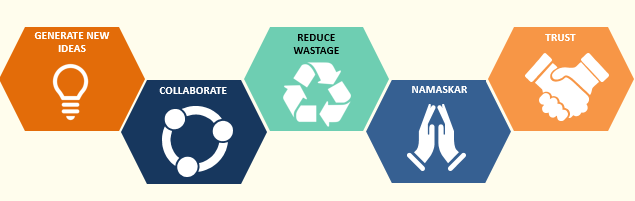 GENERATE NEW
IDEAS
COLLABORATE
REDUCE
WASTAGE
NAMASKAR
TRUST